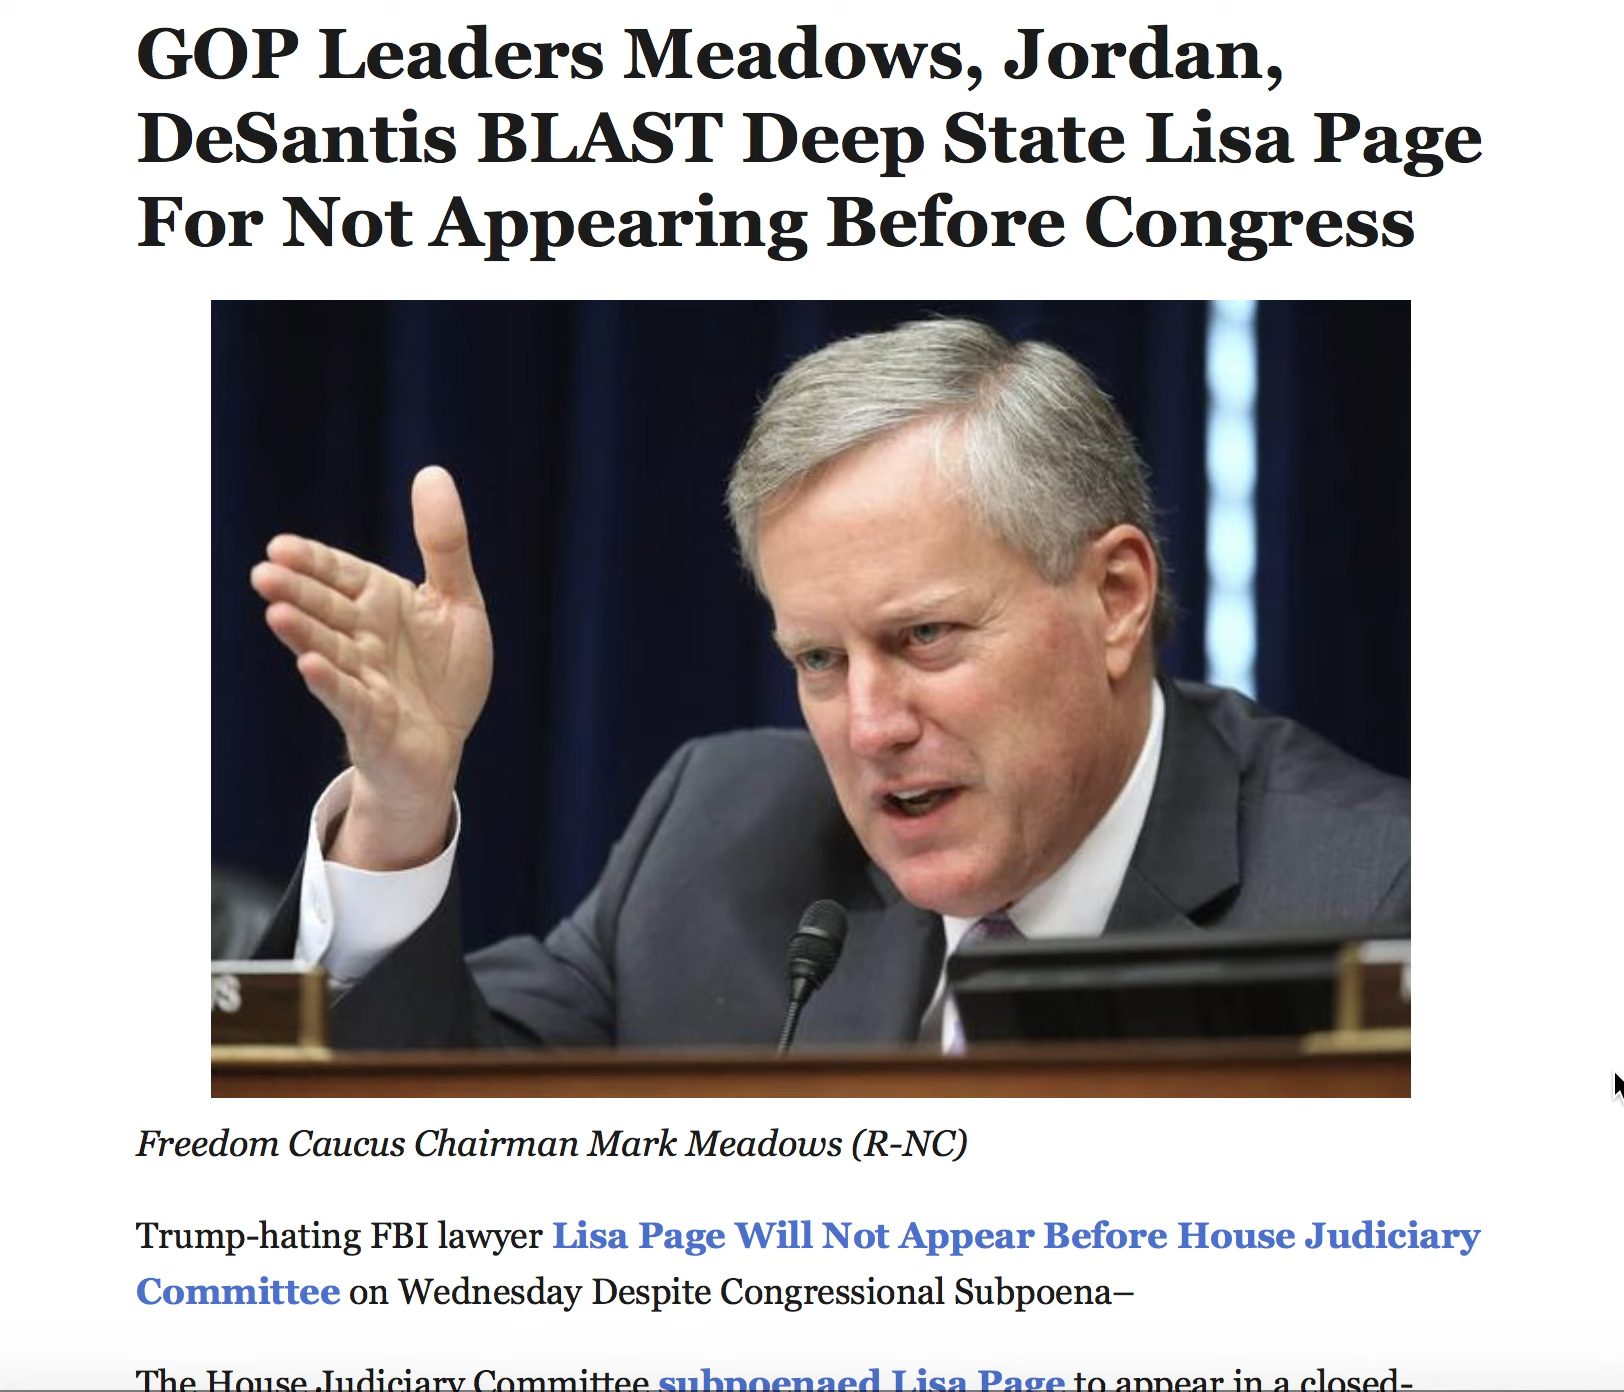 GOP Leaders Meadows, Jordan,
DeSantis BLAST Deep State Lisa Page
For Not Appearing Before Congress
S
Freedom Caucus Chairman Mark Meadows (R-NC)
Trump-hating FBI lawyer Lisa Page Will Not Appear Before House Judiciary
Committee on Wednesday Despite Congressional Subpoena–
The House Judiciary Committee subpoenaed Lisa Page to appear in a closed-